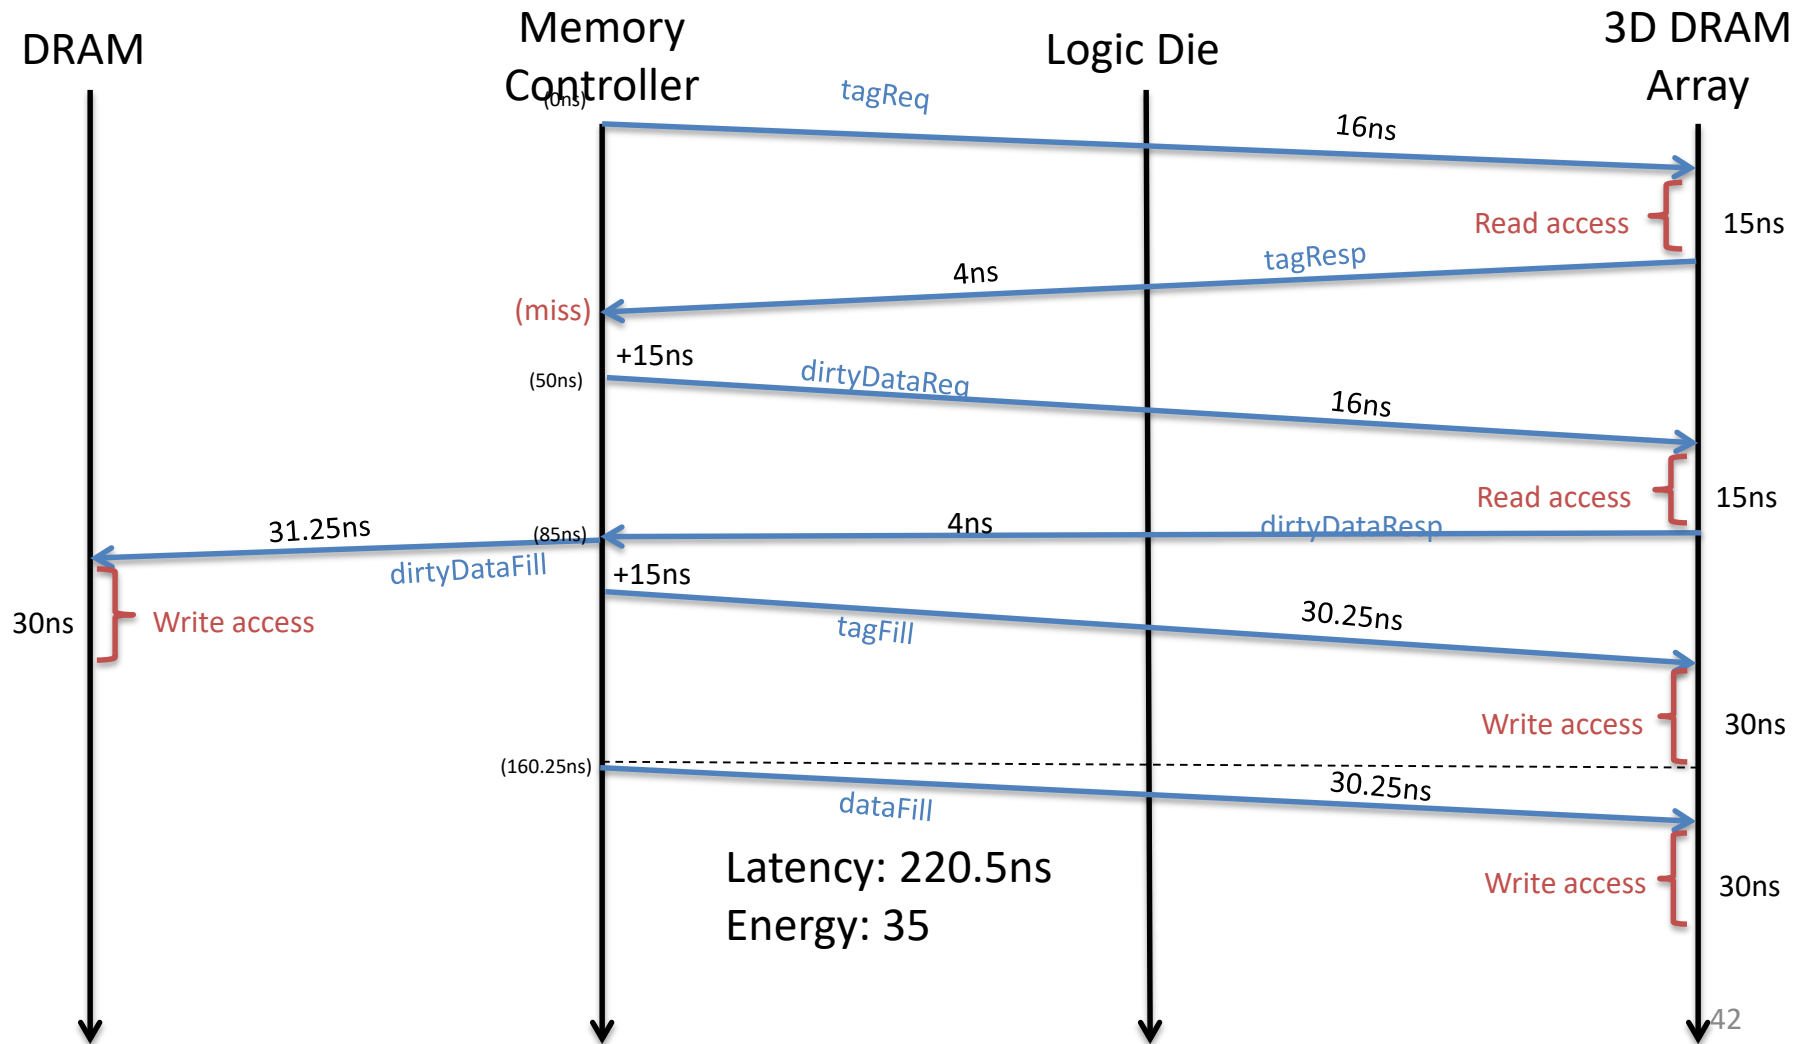 DRAM
Memory
Controller
Logic Die
3D DRAM
Array
(0ns)
tagReq
16ns
Read access
15ns
tagResp
4ns
(miss)
+15ns
(50ns)
dirtyDataReq
16ns
Read access
15ns
31.25ns
(85ns)
4ns
dirtyDataResp
dirtyDataFill
+15ns
30ns
Write access
tagFill
30.25ns
Write access
30ns
(160.25ns)
30.25ns
dataFill
Latency: 220.5ns
Energy: 35
Write access
30ns
42